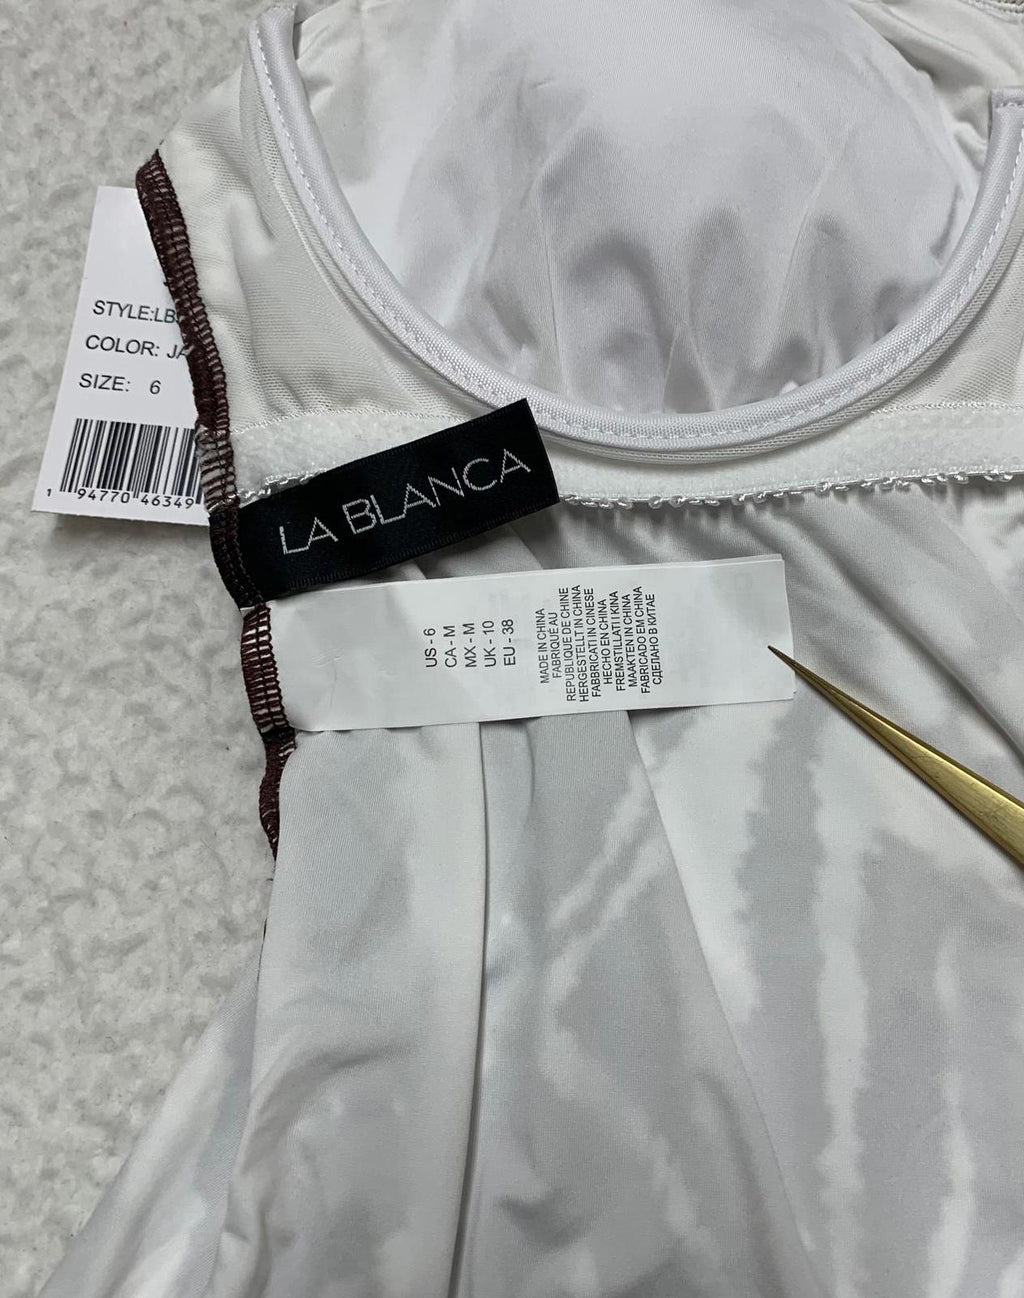 STYLE:LB
COLOR: JA
SIZE: 6
1 94770 46349
LA BLANCA
US - 6
CA - M
MX - M
UK - 10
EU - 38
MADE IN CHINA
FABRIQUÉ AU
REPUBLIQUE DE CHINE
HERGESTELLT IN CHINA
FABBRICATI IN CINESE
HECHO EN CHINA
FREMSTILLATI I KINA
MAAKTEN IN CHINA
FABRICADO EM CHINA
СДЕЛАНО В КИТАЕ